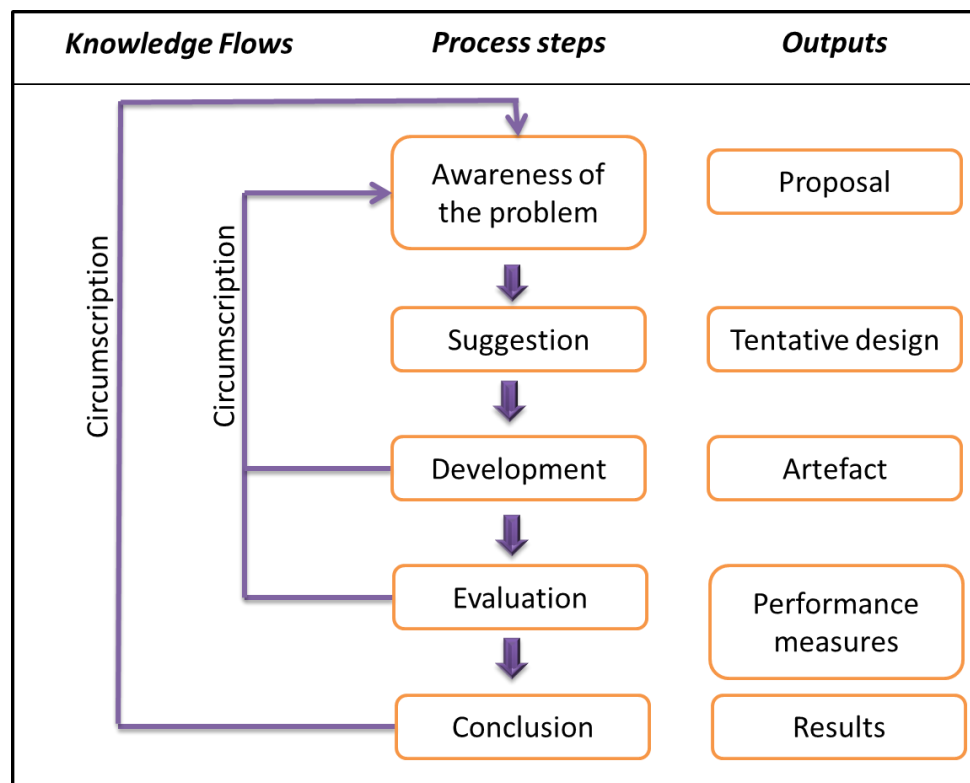 Knowledge Flows
Process steps
Outputs
Circumscription
Circumscription
Awareness of
the problem
Proposal
Suggestion
Tentative design
Development
Artefact
Evaluation
Performance
measures
Conclusion
Results